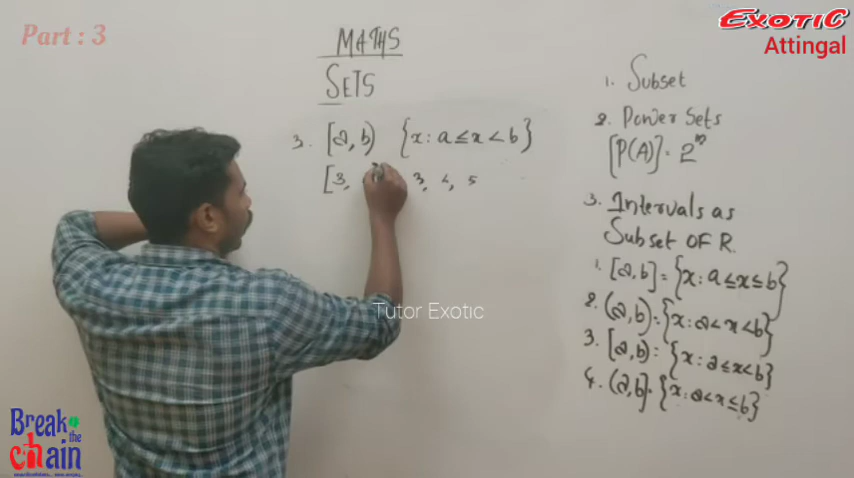 Part : 3
EXOTIC
Attingal
MATHS
SETS
3. [a, b) {x : a ≤ x < b}
[3, 3, 4, 5
1. Subset
2. Power Sets
[P(A)] = 2^m
3. Intervals as
Subset OF R.
1. [a, b] = {x : a ≤ x ≤ b}
2. (a, b) = {x : a < x < b}
3. [a, b) = {x : a ≤ x < b}
4. (a, b] = {x : a < x ≤ b}
Tutor Exotic
Break
the
chain